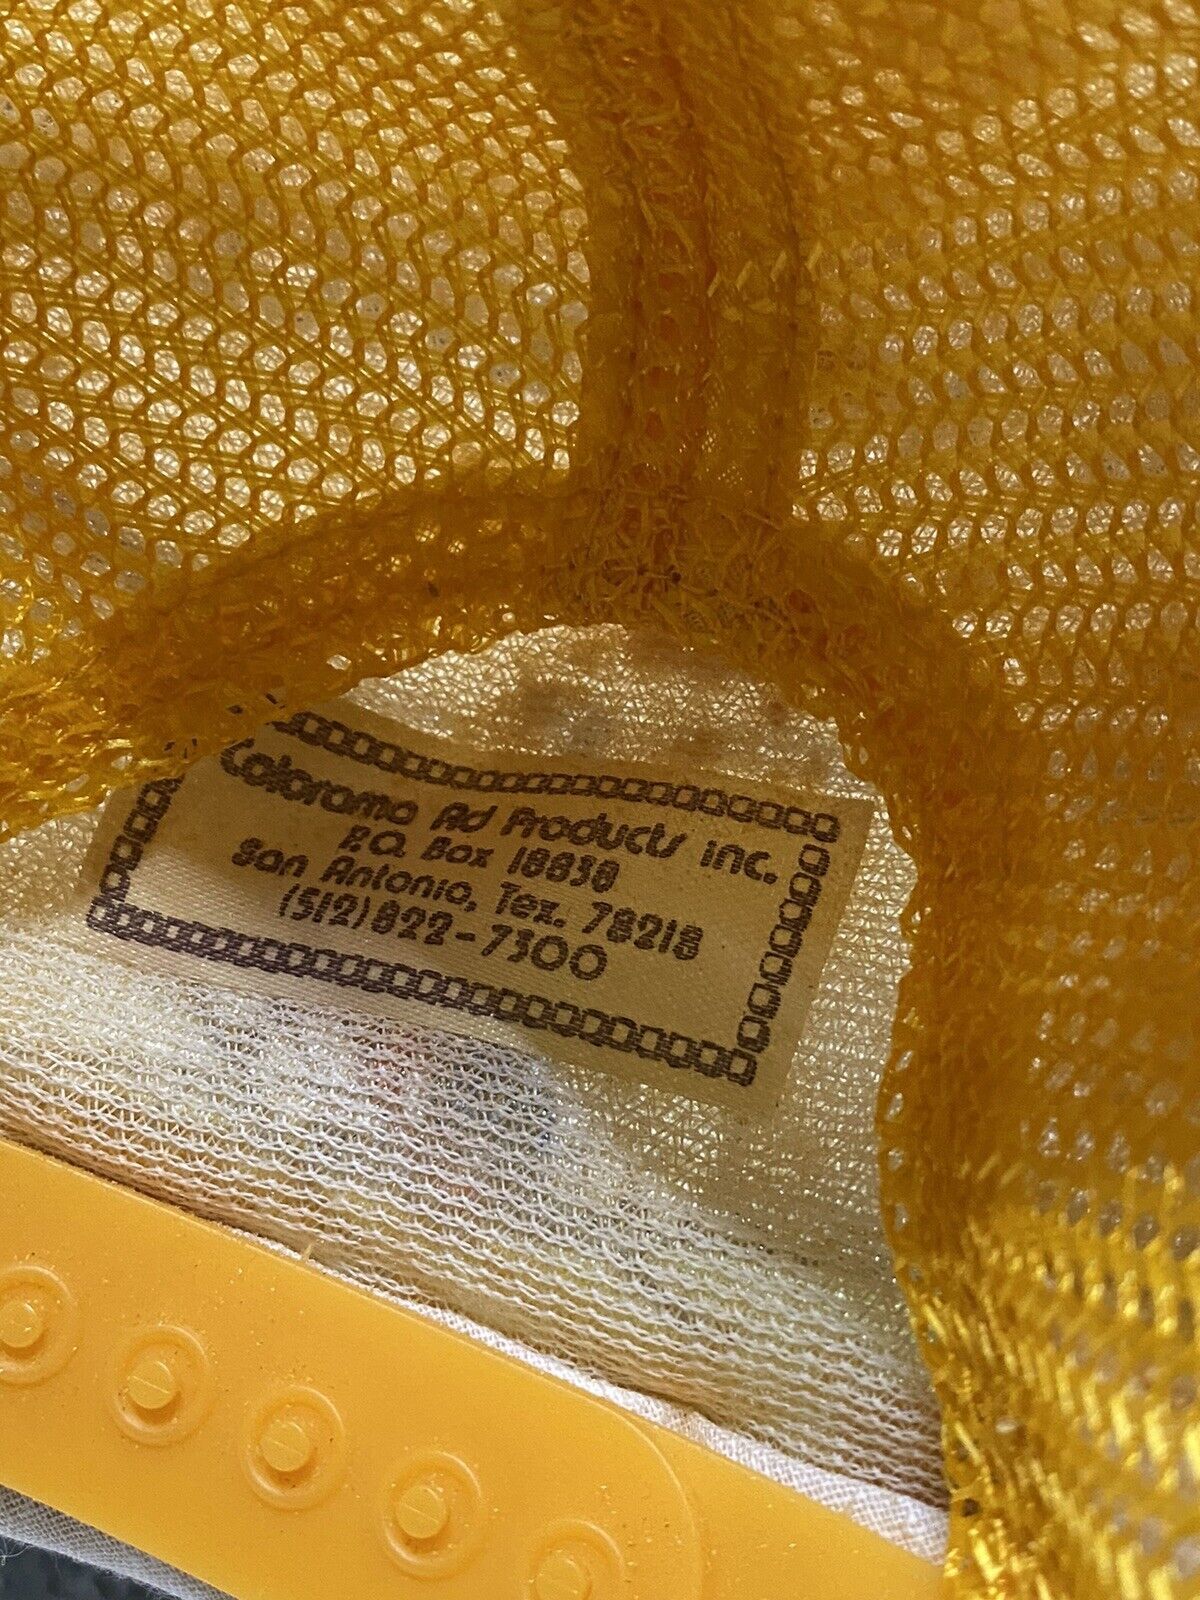 Colorama Ad Products inc.
P.O. Box 18838
San Antonio, Tex. 78218
(512)822-7300